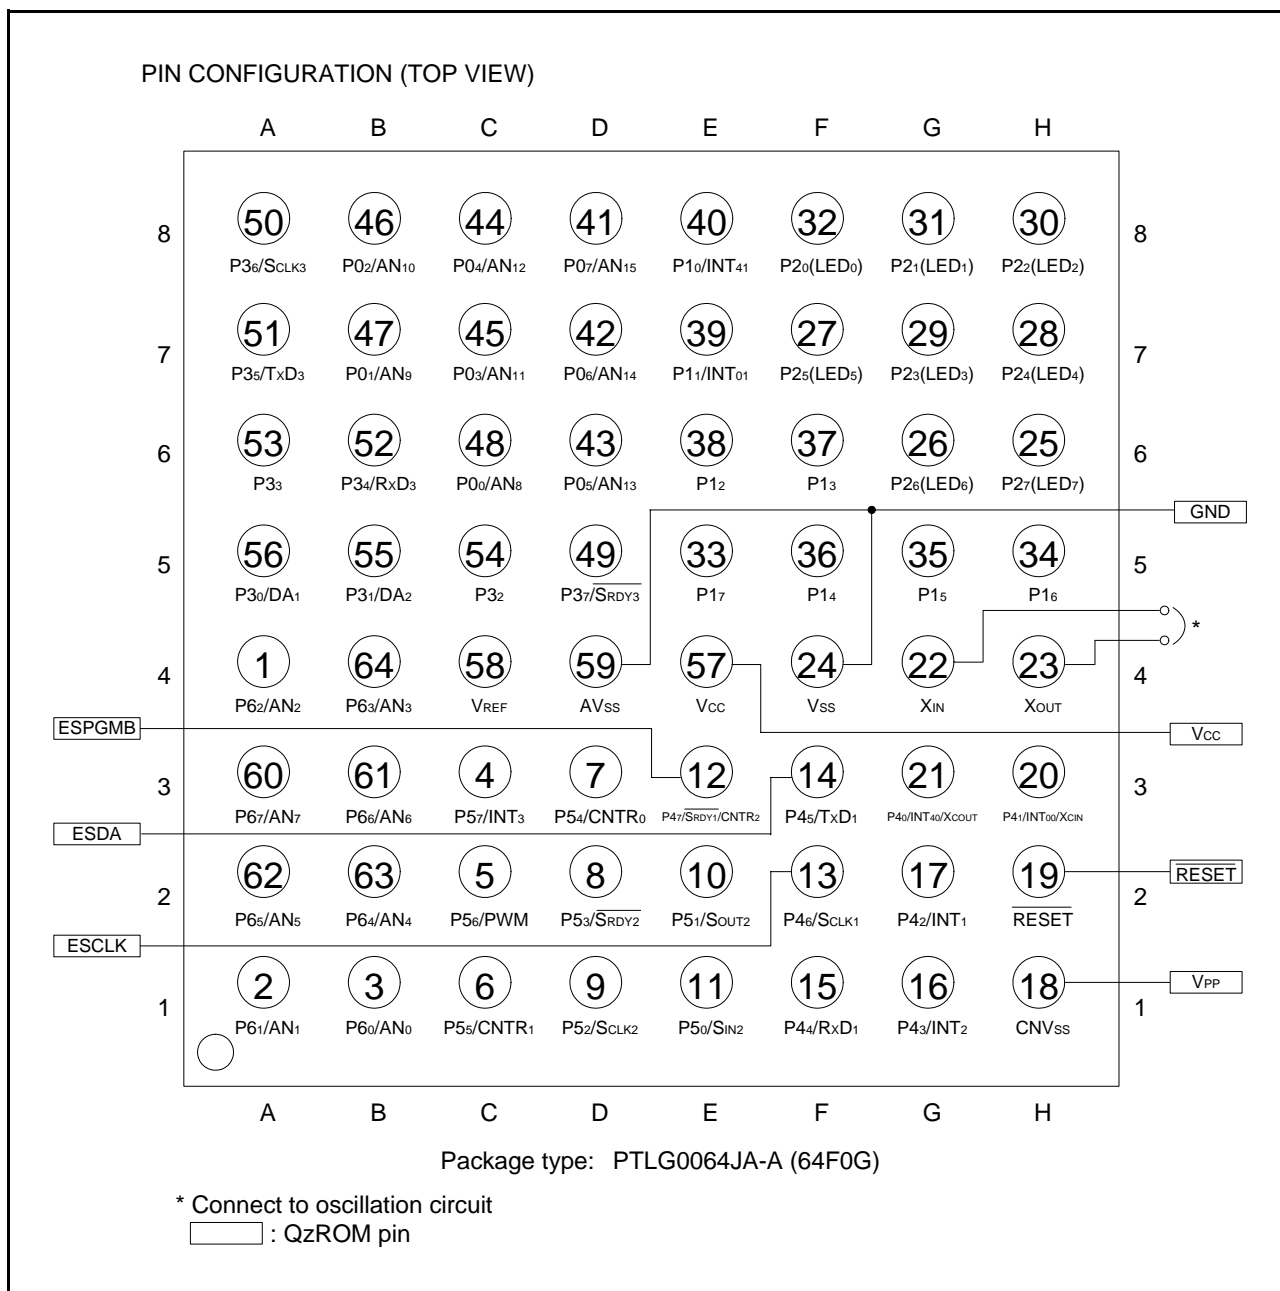 PIN CONFIGURATION (TOP VIEW)
A B C D E F G H
8 50 46 44 41 40 32 31 30 8
P36/SCLK3 P02/AN10 P04/AN12 P07/AN15 P10/INT41 P20(LED0) P21(LED1) P22(LED2)
7 51 47 45 42 39 27 29 28 7
P35/TxD3 P01/AN9 P03/AN11 P06/AN14 P11/INT01 P25(LED5) P23(LED3) P24(LED4)
6 53 52 48 43 38 37 26 25 6
P33 P34/RxD3 P00/AN8 P05/AN13 P12 P13 P26(LED6) P27(LED7)
GND
5 56 55 54 49 33 36 35 34 5
P30/DA1 P31/DA2 P32 P37/SRDY3 P17 P14 P15 P16
*
4 1 64 58 59 57 24 22 23 4
P62/AN2 P63/AN3 VREF AVSS VCC VSS XIN XOUT
ESPGMB VCC
3 60 61 4 7 12 14 21 20 3
P67/AN7 P66/AN6 P57/INT3 P54/CNTR0 P47/SRDY1/CNTR2 P45/TxD1 P40/INT40/XCOUT P41/INT00/XCIN
ESDA
2 62 63 5 8 10 13 17 19 2 RESET
P65/AN5 P64/AN4 P56/PWM P53/SRDY2 P51/SOUT2 P46/SCLK1 P42/INT1 RESET
ESCLK
1 2 3 6 9 11 15 16 18 1 VPP
P61/AN1 P60/AN0 P55/CNTR1 P52/SCLK2 P50/SIN2 P44/RxD1 P43/INT2 CNVSS
A B C D E F G H
Package type: PTLG0064JA-A (64F0G)
* Connect to oscillation circuit
: QzROM pin